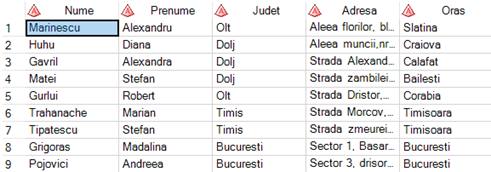 Nume Prenume Judet Adresa Oras
1 Marinescu Alexandru Olt Aleea florilor, bl... Slatina
2 Huhu Diana Dolj Aleea muncii,nr... Craiova
3 Gavril Alexandra Dolj Strada Alexand... Calafat
4 Matei Stefan Dolj Strada zambilei... Bailesti
5 Gurlui Robert Olt Strada Dristor,... Corabia
6 Trahanache Marian Timis Strada Morcov,... Timisoara
7 Tipatescu Stefan Timis Strada zmeurei... Timisoara
8 Grigoras Madalina Bucuresti Sector 1, Basar... Bucuresti
9 Pojovici Andreea Bucuresti Sector 3, drisor... Bucuresti